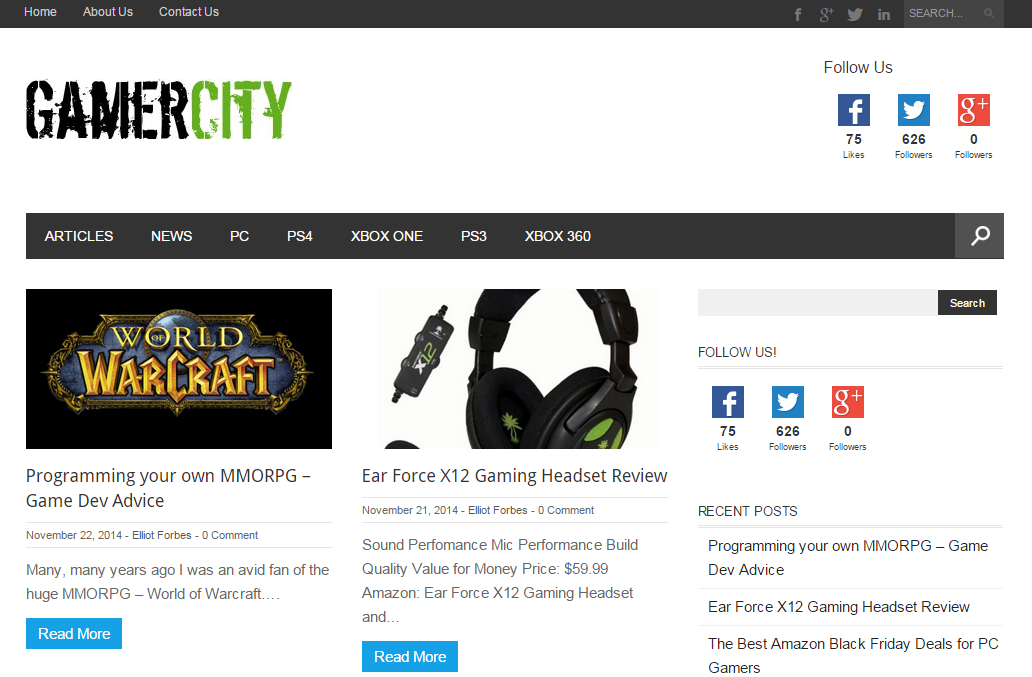 Home About Us Contact Us
SEARCH...
GAMERCITY
Follow Us
75 626 0
Likes Followers Followers
ARTICLES NEWS PC PS4 XBOX ONE PS3 XBOX 360
WORLD
OF
WARCRAFT
Programming your own MMORPG –
Game Dev Advice
November 22, 2014 - Elliot Forbes - 0 Comment
Many, many years ago I was an avid fan of the
huge MMORPG – World of Warcraft.…
Read More
X12
Ear Force X12 Gaming Headset Review
November 21, 2014 - Elliot Forbes - 0 Comment
Sound Perfomance Mic Performance Build
Quality Value for Money Price: $59.99
Amazon: Ear Force X12 Gaming Headset
and…
Read More
Search
FOLLOW US!
75 626 0
Likes Followers Followers
RECENT POSTS
Programming your own MMORPG – Game
Dev Advice
Ear Force X12 Gaming Headset Review
The Best Amazon Black Friday Deals for PC
Gamers